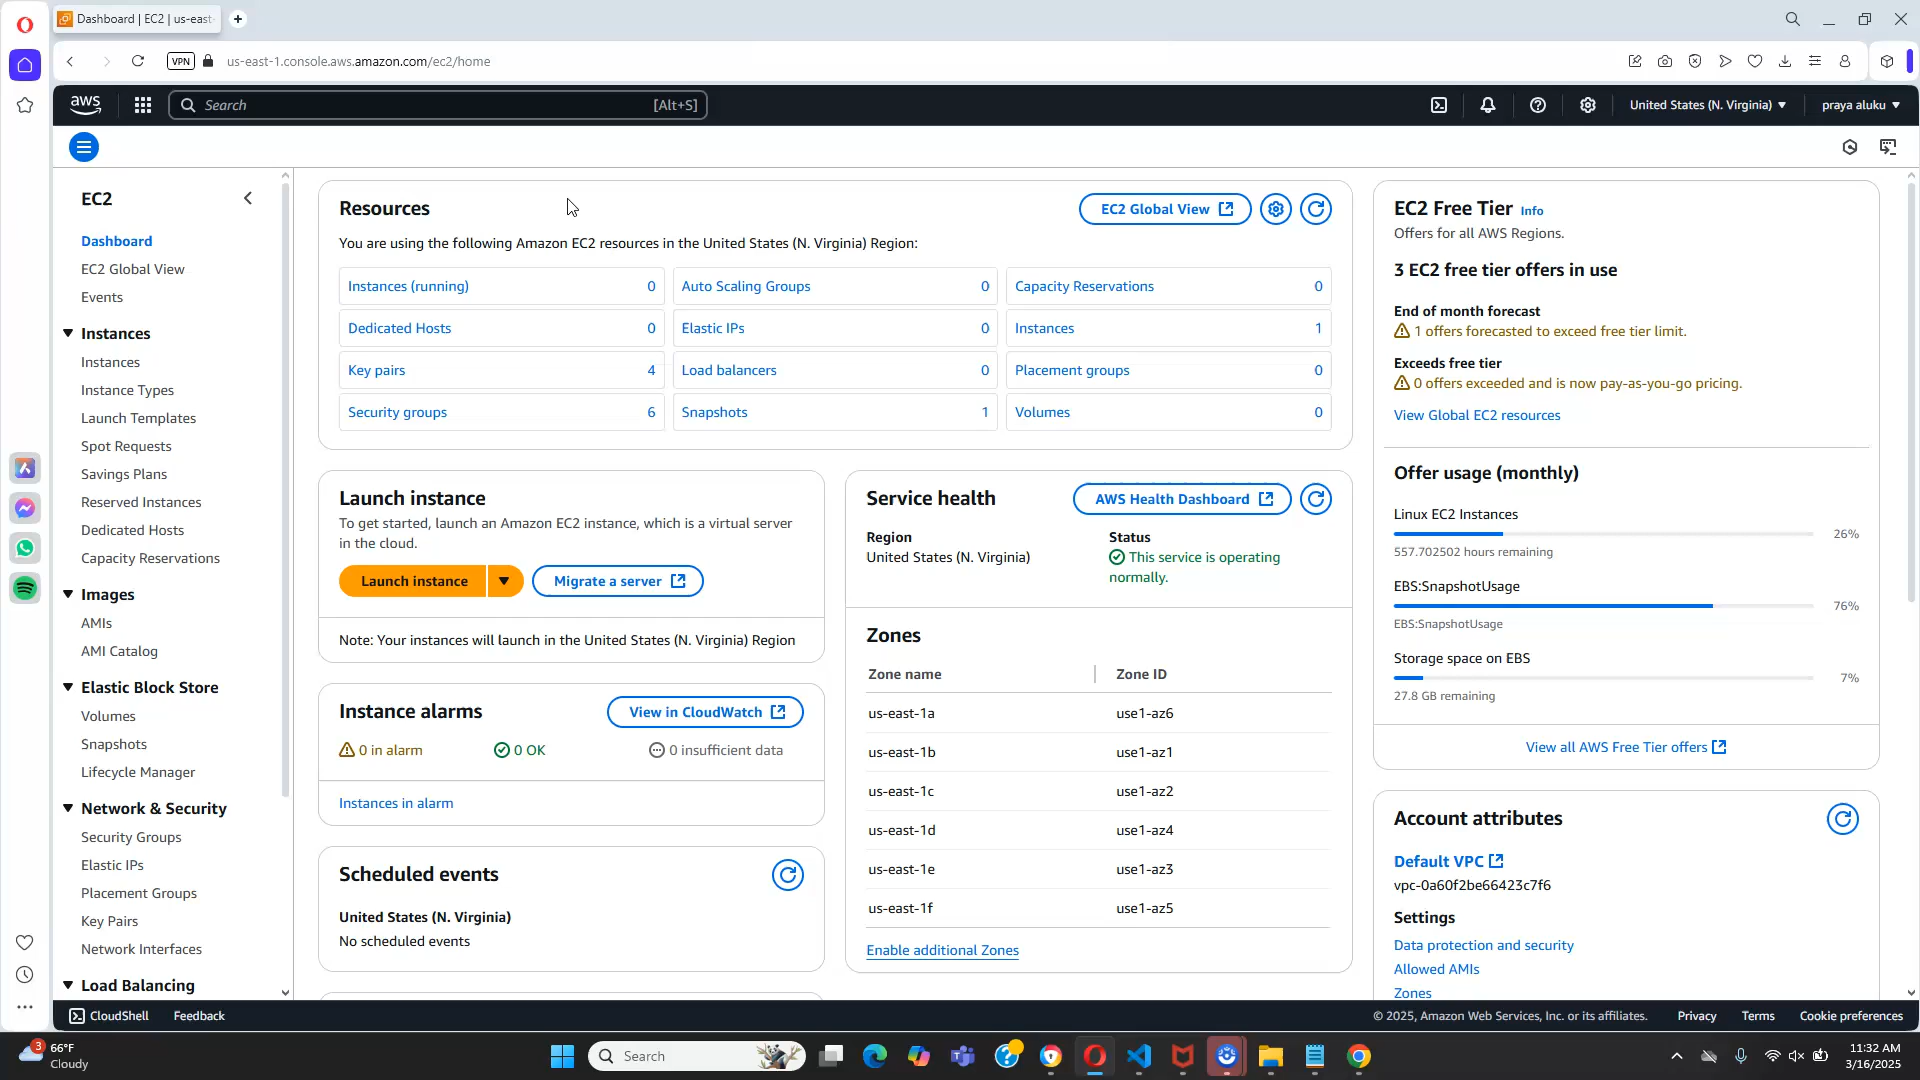 Dashboard | EC2 | us-east-
VPN
us-east-1.console.aws.amazon.com/ec2/home
aws
Search
[Alt+S]
United States (N. Virginia)
praya aluku
EC2
Dashboard
EC2 Global View
Events
Instances
Instances
Instance Types
Launch Templates
Spot Requests
Savings Plans
Reserved Instances
Dedicated Hosts
Capacity Reservations
Images
AMIs
AMI Catalog
Elastic Block Store
Volumes
Snapshots
Lifecycle Manager
Network & Security
Security Groups
Elastic IPs
Placement Groups
Key Pairs
Network Interfaces
Load Balancing
Resources
EC2 Global View
You are using the following Amazon EC2 resources in the United States (N. Virginia) Region:
Instances (running) 0
Auto Scaling Groups 0
Capacity Reservations 0
Dedicated Hosts 0
Elastic IPs 0
Instances 1
Key pairs 4
Load balancers 0
Placement groups 0
Security groups 6
Snapshots 1
Volumes 0
Launch instance
To get started, launch an Amazon EC2 instance, which is a virtual server
in the cloud.
Launch instance
Migrate a server
Note: Your instances will launch in the United States (N. Virginia) Region
Instance alarms
View in CloudWatch
0 in alarm
0 OK
0 insufficient data
Instances in alarm
Scheduled events
United States (N. Virginia)
No scheduled events
Service health
AWS Health Dashboard
Region
United States (N. Virginia)
Status
This service is operating
normally.
Zones
Zone name
Zone ID
us-east-1a use1-az6
us-east-1b use1-az1
us-east-1c use1-az2
us-east-1d use1-az4
us-east-1e use1-az3
us-east-1f use1-az5
Enable additional Zones
EC2 Free Tier Info
Offers for all AWS Regions.
3 EC2 free tier offers in use
End of month forecast
1 offers forecasted to exceed free tier limit.
Exceeds free tier
0 offers exceeded and is now pay-as-you-go pricing.
View Global EC2 resources
Offer usage (monthly)
Linux EC2 Instances
26%
557.702502 hours remaining
EBS:SnapshotUsage
76%
EBS:SnapshotUsage
Storage space on EBS
7%
27.8 GB remaining
View all AWS Free Tier offers
Account attributes
Default VPC
vpc-0a60f2be66423c7f6
Settings
Data protection and security
Allowed AMIs
Zones
CloudShell
Feedback
© 2025, Amazon Web Services, Inc. or its affiliates.
Privacy
Terms
Cookie preferences
3
66°F
Cloudy
Search
11:32 AM
3/16/2025